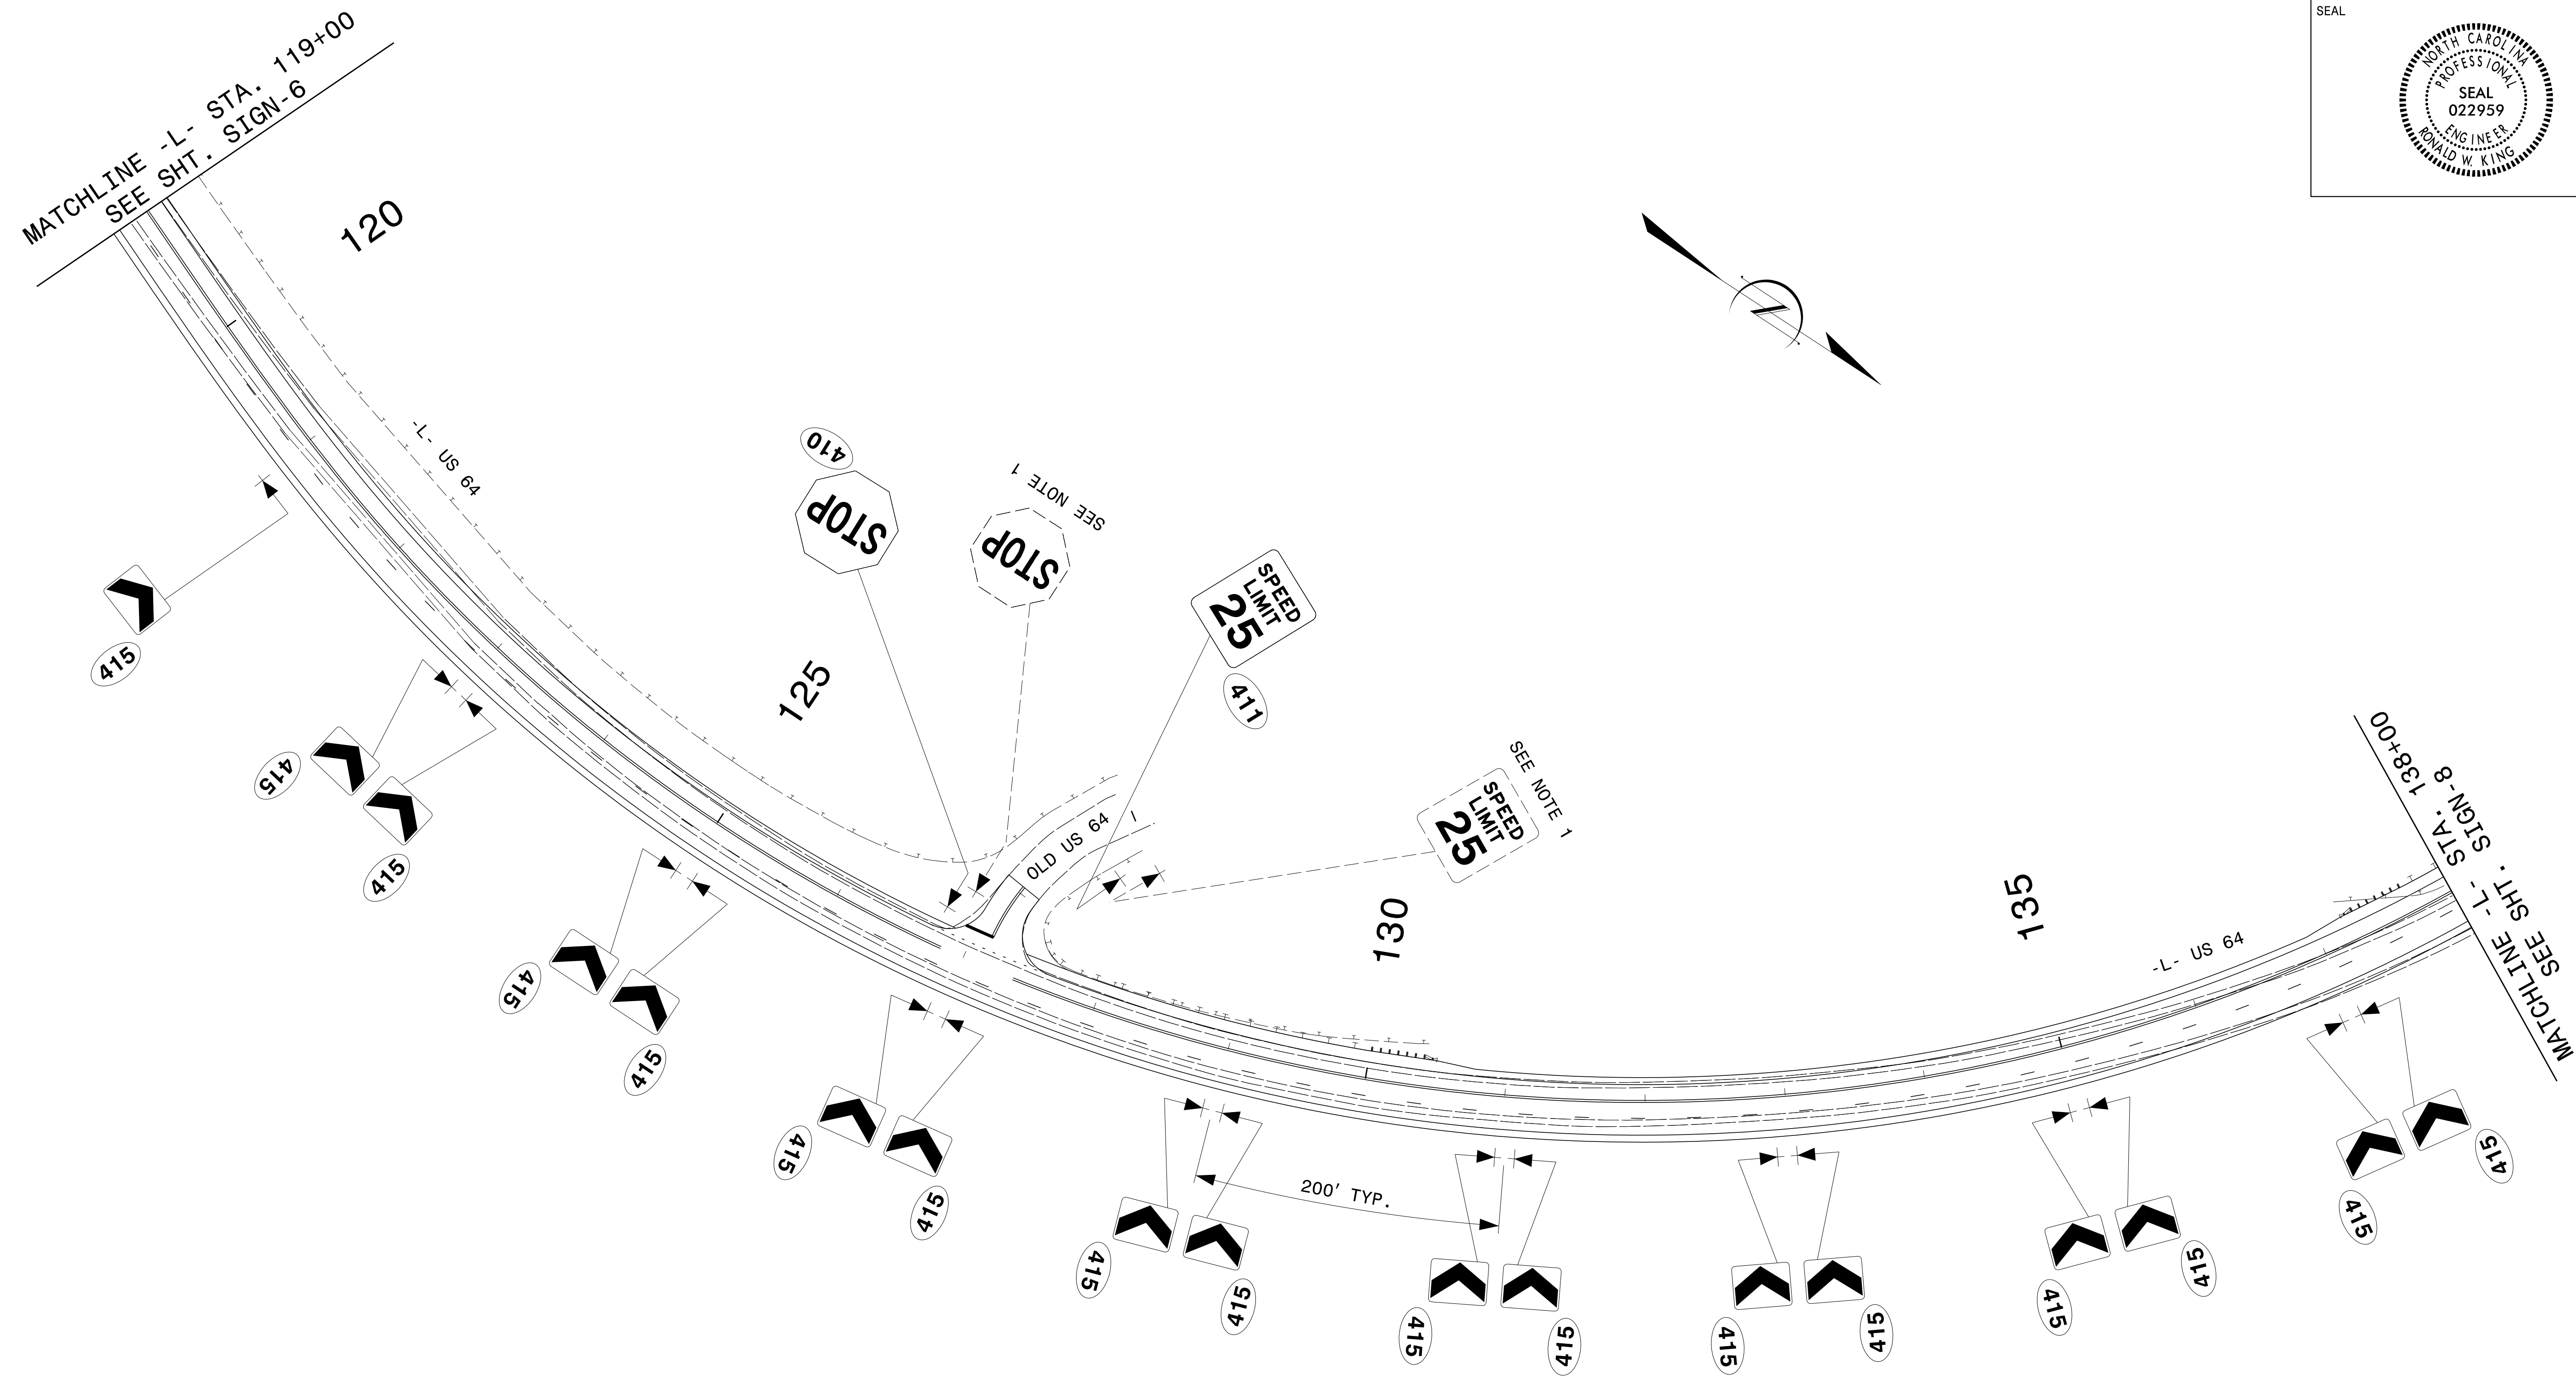 MATCHLINE -L- STA. 119+00
SEE SHT. SIGN-6
SEAL
NORTH CAROLINA
PROFESSIONAL
SEAL
022959
ENGINEER
RONALD W. KING
120
-L- US 64
410
STOP
SEE NOTE 1
STOP
SPEED
LIMIT
25
411
125
OLD US 64
SEE NOTE 1
SPEED
LIMIT
25
130
135
-L- US 64
MATCHLINE -L- STA. 138+00
SEE SHT. SIGN-8
415
415
415
415
415
415
415
415
415
200' TYP.
415
415
415
415
415
415
415
415